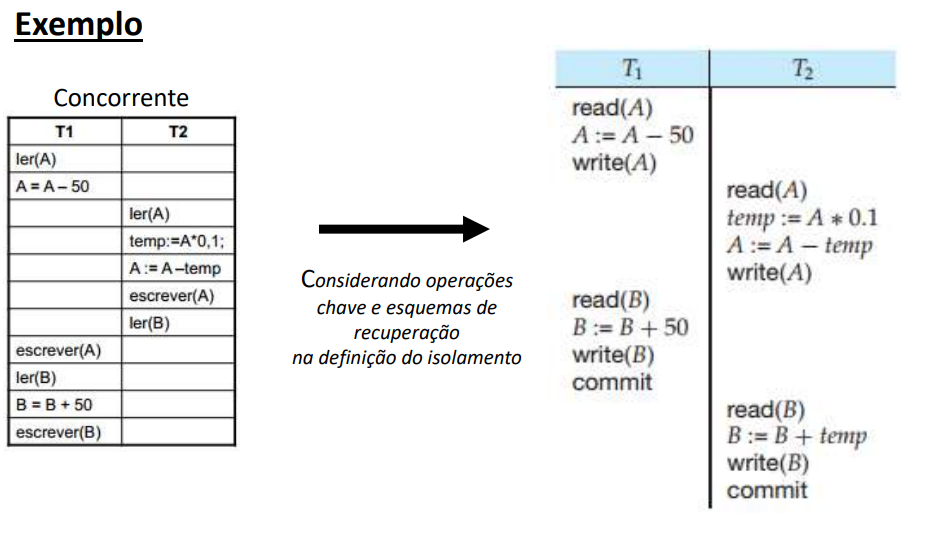 Exemplo
Concorrente
T1 T2
ler(A)
A = A – 50
ler(A)
temp:=A*0,1;
A := A –temp
escrever(A)
ler(B)
escrever(A)
ler(B)
B = B + 50
escrever(B)
Considerando operações
chave e esquemas de
recuperação
na definição do isolamento
T1 T2
read(A)
A := A − 50
write(A)
read(A)
temp := A * 0.1
A := A − temp
write(A)
read(B)
B := B + 50
write(B)
commit
read(B)
B := B + temp
write(B)
commit